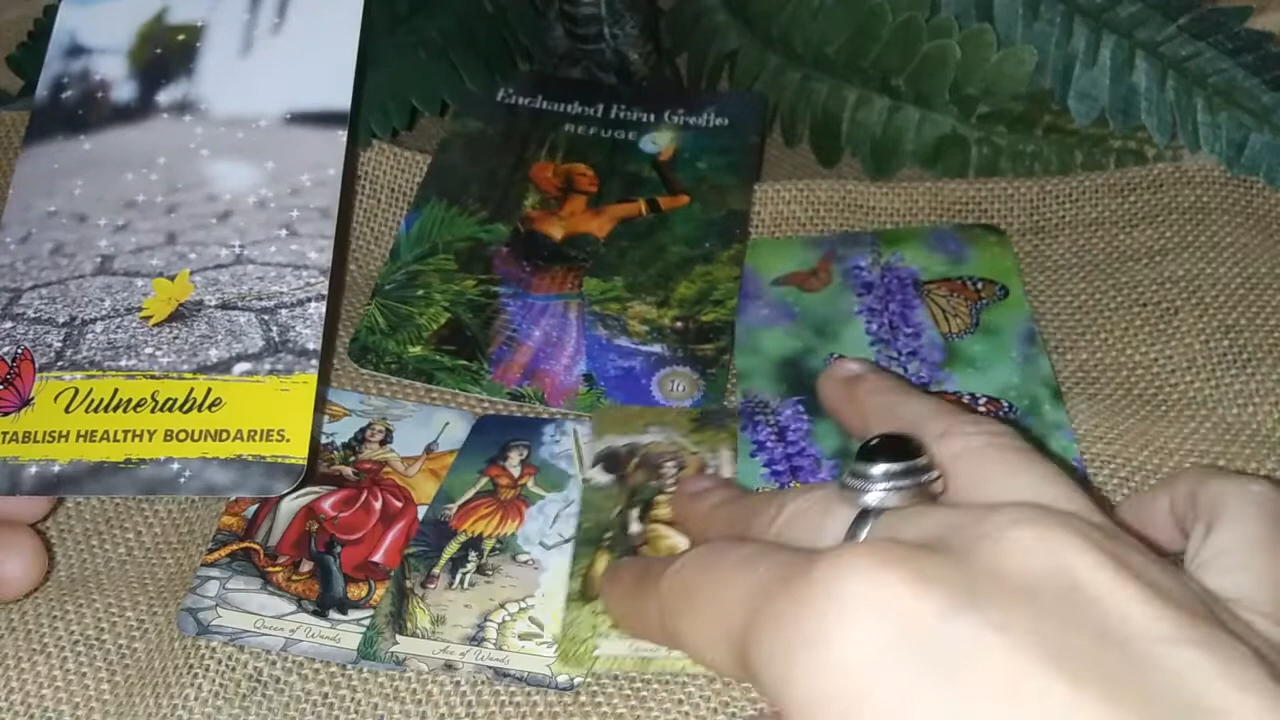 Enchanted Fern Grotto
REFUGE
16
Vulnerable
TABLISH HEALTHY BOUNDARIES.
Queen of Wands
Ace of Wands